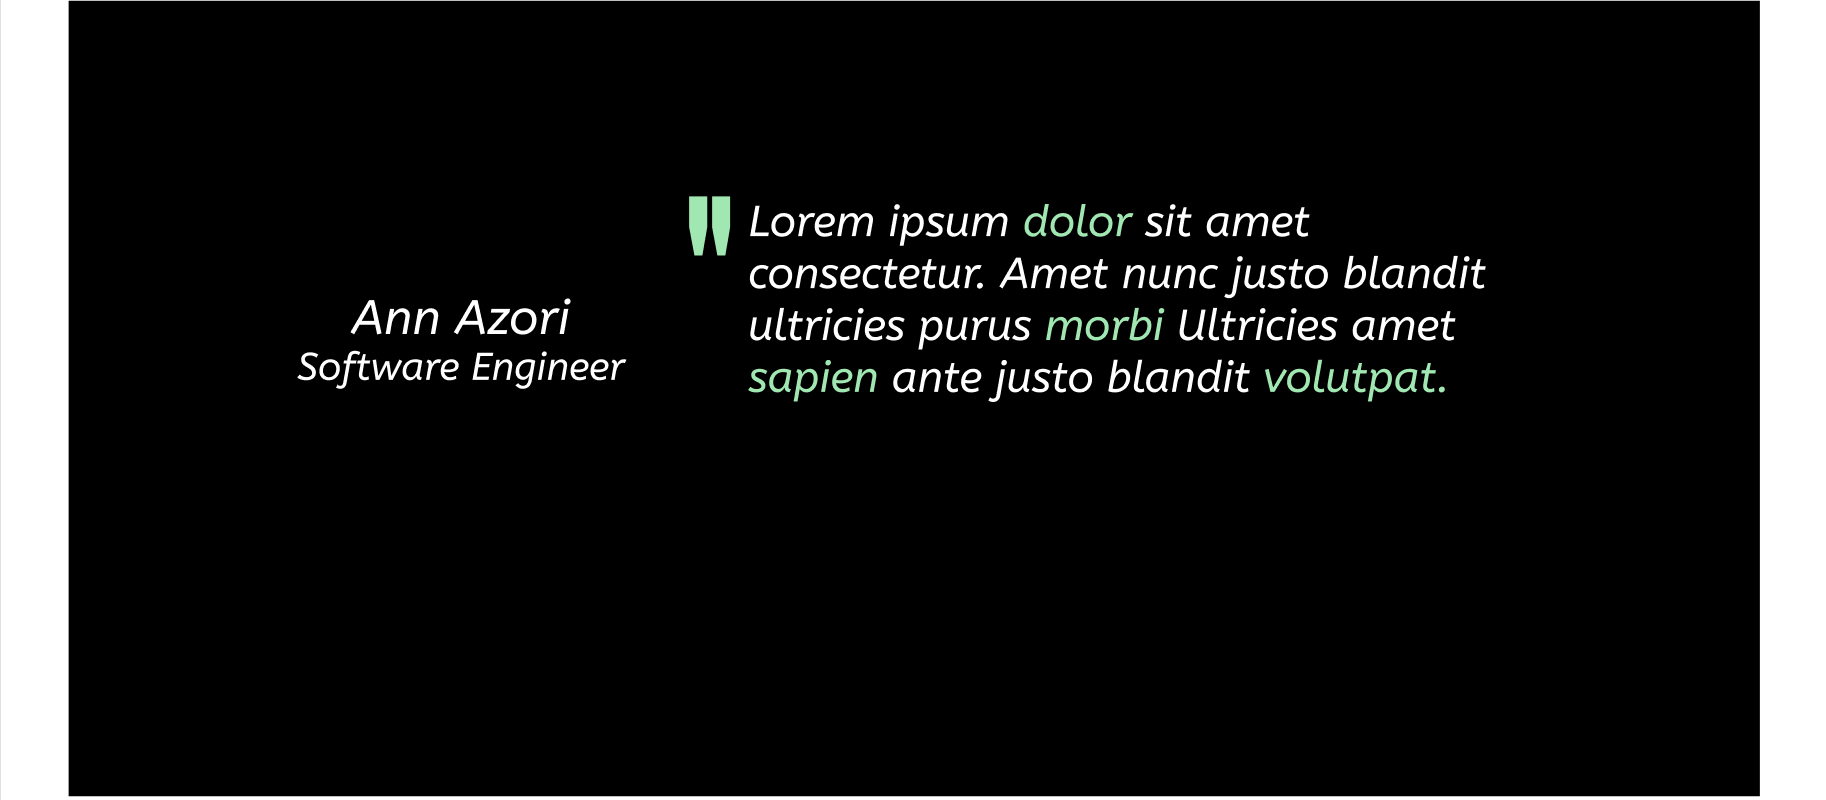 Ann Azori
Software Engineer
" Lorem ipsum dolor sit amet
consectetur. Amet nunc justo blandit
ultricies purus morbi Ultricies amet
sapien ante justo blandit volutpat.